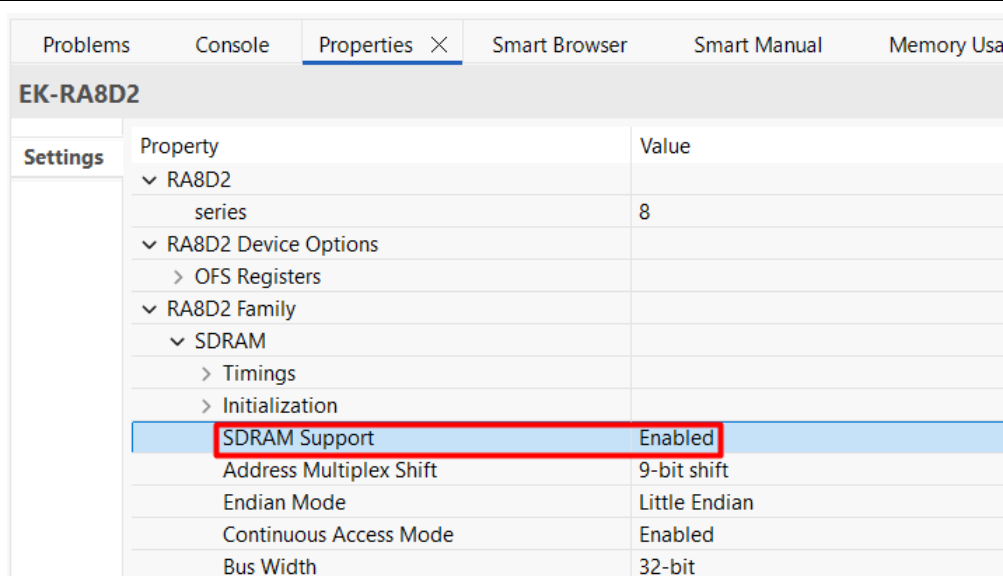 Problems Console Properties Smart Browser Smart Manual Memory Usa
EK-RA8D2
Settings
Property Value
RA8D2
series 8
RA8D2 Device Options
OFS Registers
RA8D2 Family
SDRAM
Timings
Initialization
SDRAM Support Enabled
Address Multiplex Shift 9-bit shift
Endian Mode Little Endian
Continuous Access Mode Enabled
Bus Width 32-bit